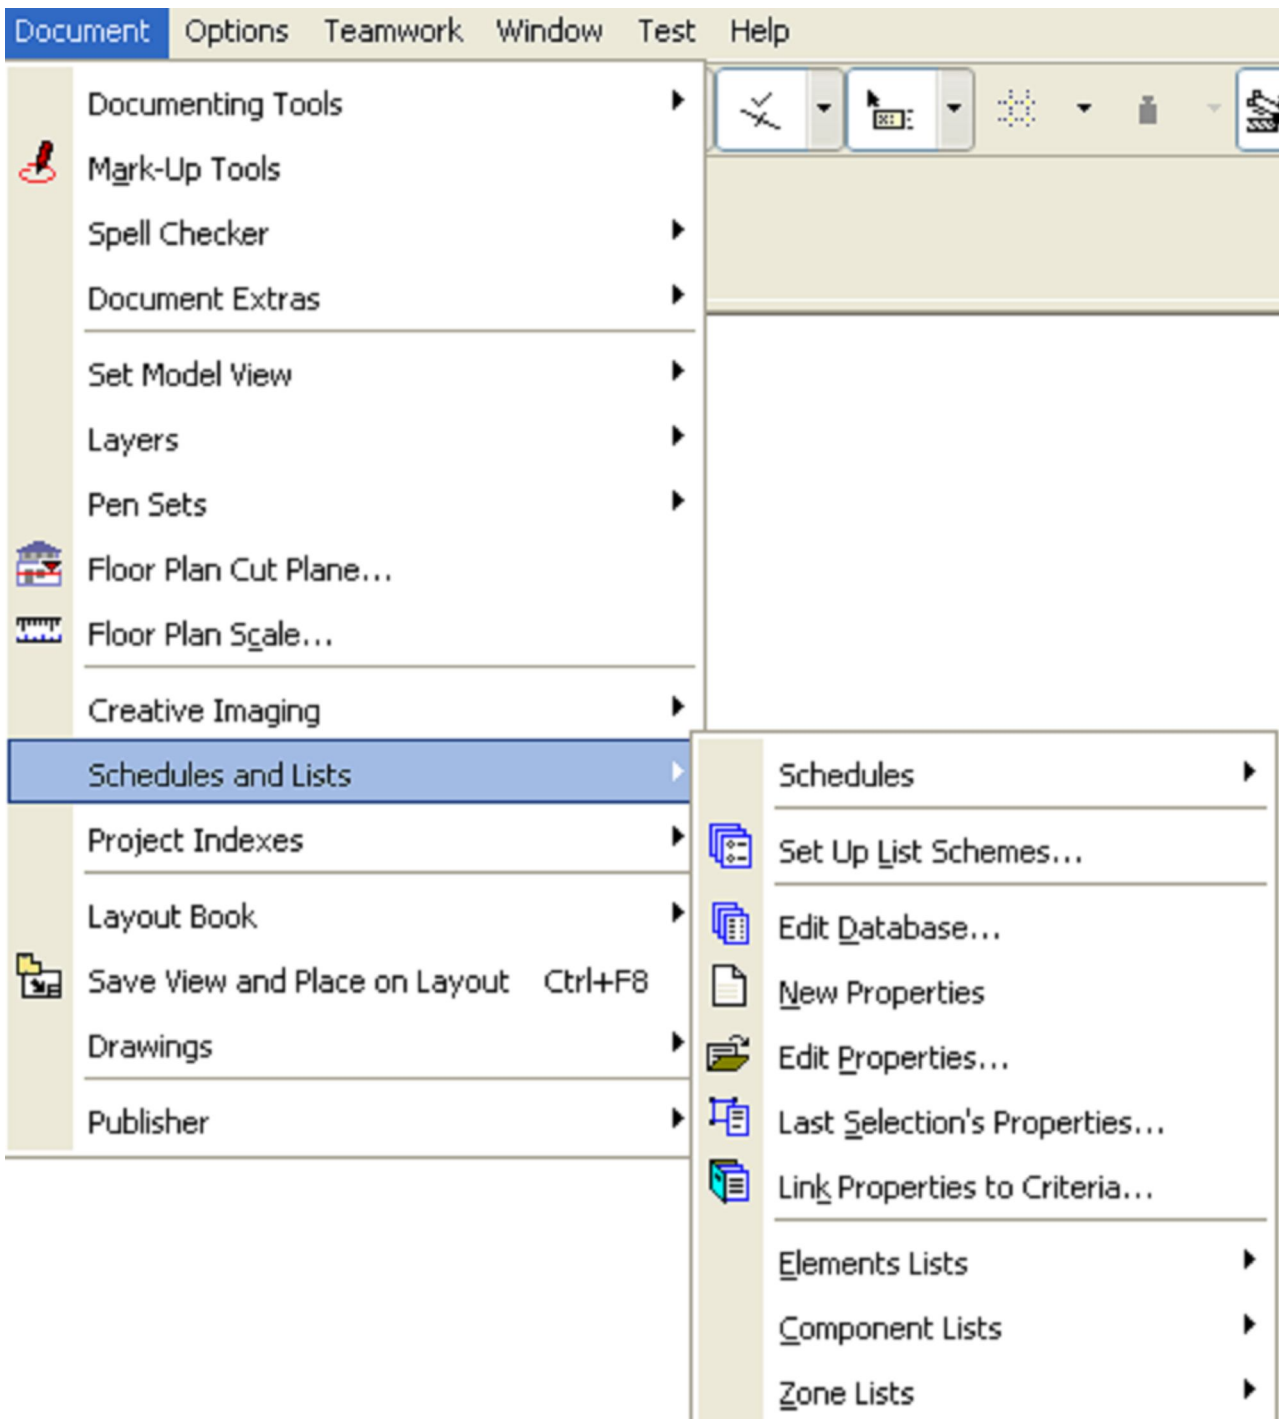 Document Options Teamwork Window Test Help
Documenting Tools
Mark-Up Tools
Spell Checker
Document Extras
Set Model View
Layers
Pen Sets
Floor Plan Cut Plane...
Floor Plan Scale...
Creative Imaging
Schedules and Lists
Project Indexes
Layout Book
Save View and Place on Layout Ctrl+F8
Drawings
Publisher
Schedules
Set Up List Schemes...
Edit Database...
New Properties
Edit Properties...
Last Selection's Properties...
Link Properties to Criteria...
Elements Lists
Component Lists
Zone Lists